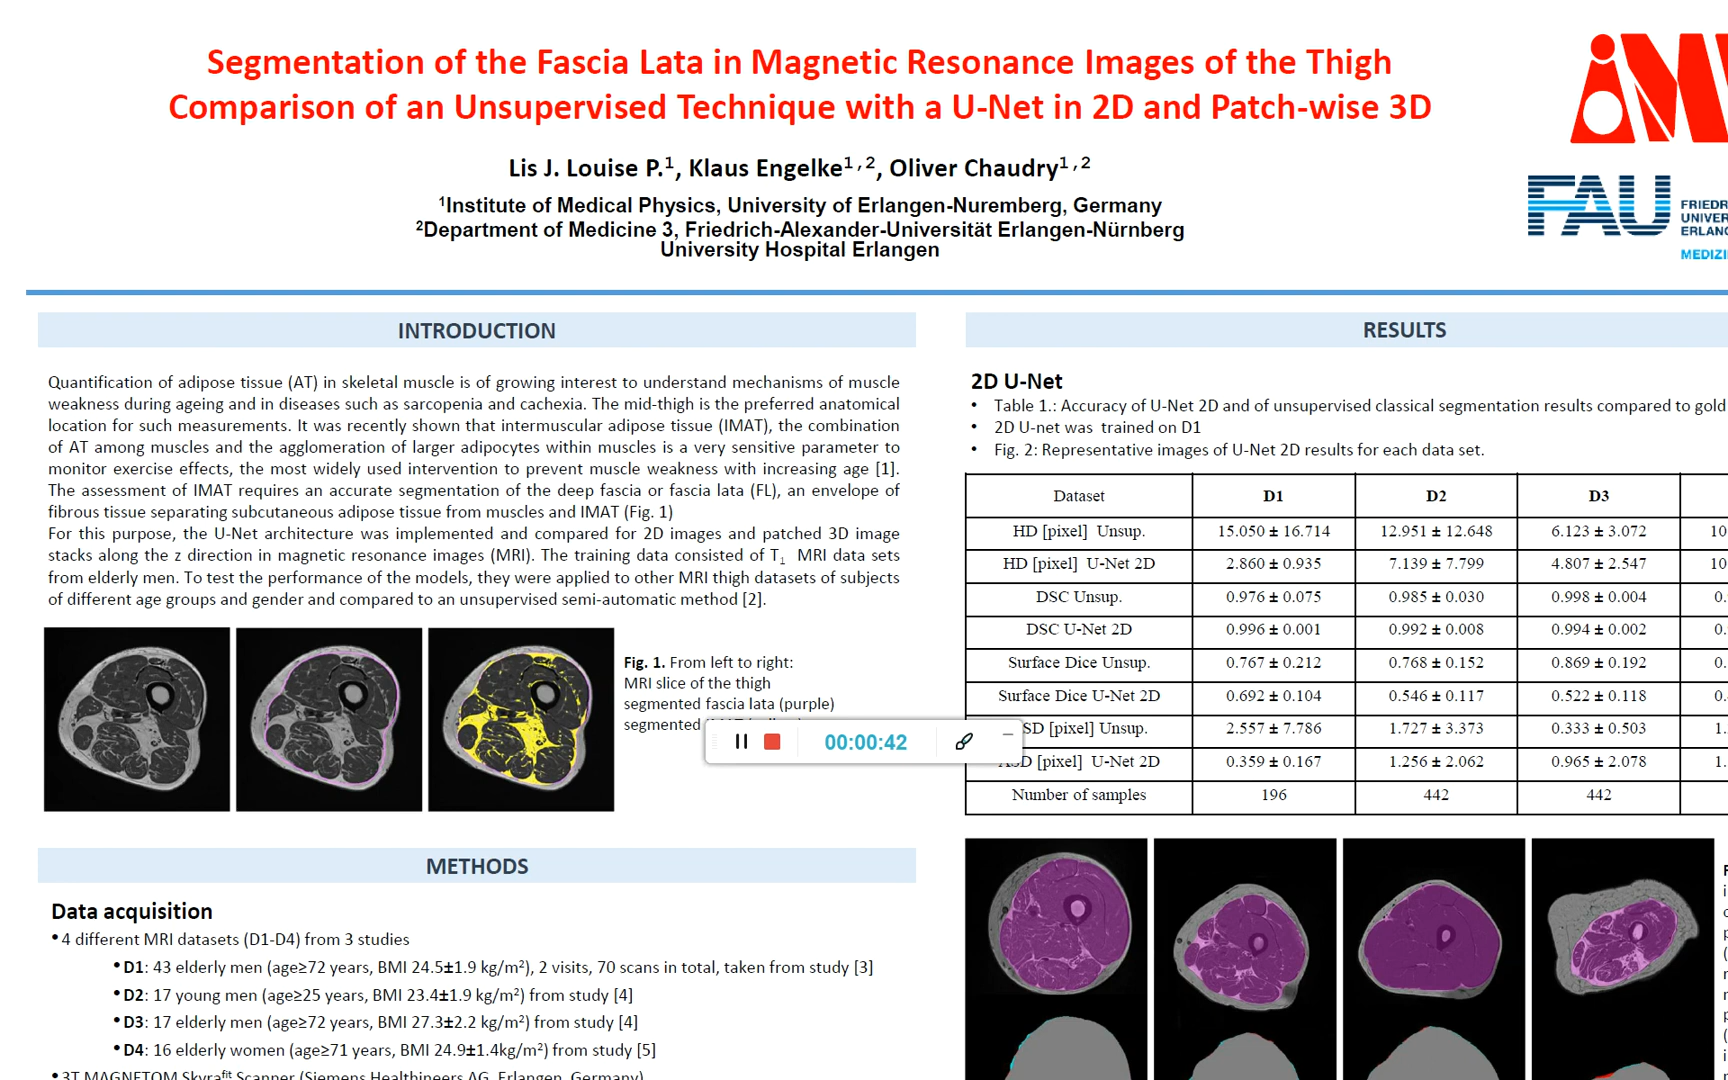 Segmentation of the Fascia Lata in Magnetic Resonance Images of the Thigh
Comparison of an Unsupervised Technique with a U-Net in 2D and Patch-wise 3D
Lis J. Louise P.¹, Klaus Engelke¹,², Oliver Chaudry¹,²
¹Institute of Medical Physics, University of Erlangen-Nuremberg, Germany
²Department of Medicine 3, Friedrich-Alexander-Universität Erlangen-Nürnberg
University Hospital Erlangen
FAU
MEDIZI
INTRODUCTION
Quantification of adipose tissue (AT) in skeletal muscle is of growing interest to understand mechanisms of muscle
weakness during ageing and in diseases such as sarcopenia and cachexia. The mid-thigh is the preferred anatomical
location for such measurements. It was recently shown that intermuscular adipose tissue (IMAT), the combination
of AT among muscles and the agglomeration of larger adipocytes within muscles is a very sensitive parameter to
monitor exercise effects, the most widely used intervention to prevent muscle weakness with increasing age [1].
The assessment of IMAT requires an accurate segmentation of the deep fascia or fascia lata (FL), an envelope of
fibrous tissue separating subcutaneous adipose tissue from muscles and IMAT (Fig. 1)
For this purpose, the U-Net architecture was implemented and compared for 2D images and patched 3D image
stacks along the z direction in magnetic resonance images (MRI). The training data consisted of T₁ MRI data sets
from elderly men. To test the performance of the models, they were applied to other MRI thigh datasets of subjects
of different age groups and gender and compared to an unsupervised semi-automatic method [2].
Fig. 1. From left to right:
MRI slice of the thigh
segmented fascia lata (purple)
segmented
00:00:42
METHODS
Data acquisition
• 4 different MRI datasets (D1-D4) from 3 studies
• D1: 43 elderly men (age≥72 years, BMI 24.5±1.9 kg/m²), 2 visits, 70 scans in total, taken from study [3]
• D2: 17 young men (age≥25 years, BMI 23.4±1.9 kg/m²) from study [4]
• D3: 17 elderly men (age≥72 years, BMI 27.3±2.2 kg/m²) from study [4]
• D4: 16 elderly women (age≥71 years, BMI 24.9±1.4kg/m²) from study [5]
• 3T MAGNETOM Skyrafit Scanner (Siemens Healthineers AG, Erlangen, Germany)
RESULTS
2D U-Net
• Table 1.: Accuracy of U-Net 2D and of unsupervised classical segmentation results compared to gold
• 2D U-net was trained on D1
• Fig. 2: Representative images of U-Net 2D results for each data set.
Dataset D1 D2 D3
HD [pixel] Unsup. 15.050 ± 16.714 12.951 ± 12.648 6.123 ± 3.072 10
HD [pixel] U-Net 2D 2.860 ± 0.935 7.139 ± 7.799 4.807 ± 2.547 10
DSC Unsup. 0.976 ± 0.075 0.985 ± 0.030 0.998 ± 0.004 0.
DSC U-Net 2D 0.996 ± 0.001 0.992 ± 0.008 0.994 ± 0.002 0.
Surface Dice Unsup. 0.767 ± 0.212 0.768 ± 0.152 0.869 ± 0.192 0.
Surface Dice U-Net 2D 0.692 ± 0.104 0.546 ± 0.117 0.522 ± 0.118 0.
SD [pixel] Unsup. 2.557 ± 7.786 1.727 ± 3.373 0.333 ± 0.503 1.
ASD [pixel] U-Net 2D 0.359 ± 0.167 1.256 ± 2.062 0.965 ± 2.078 1.
Number of samples 196 442 442